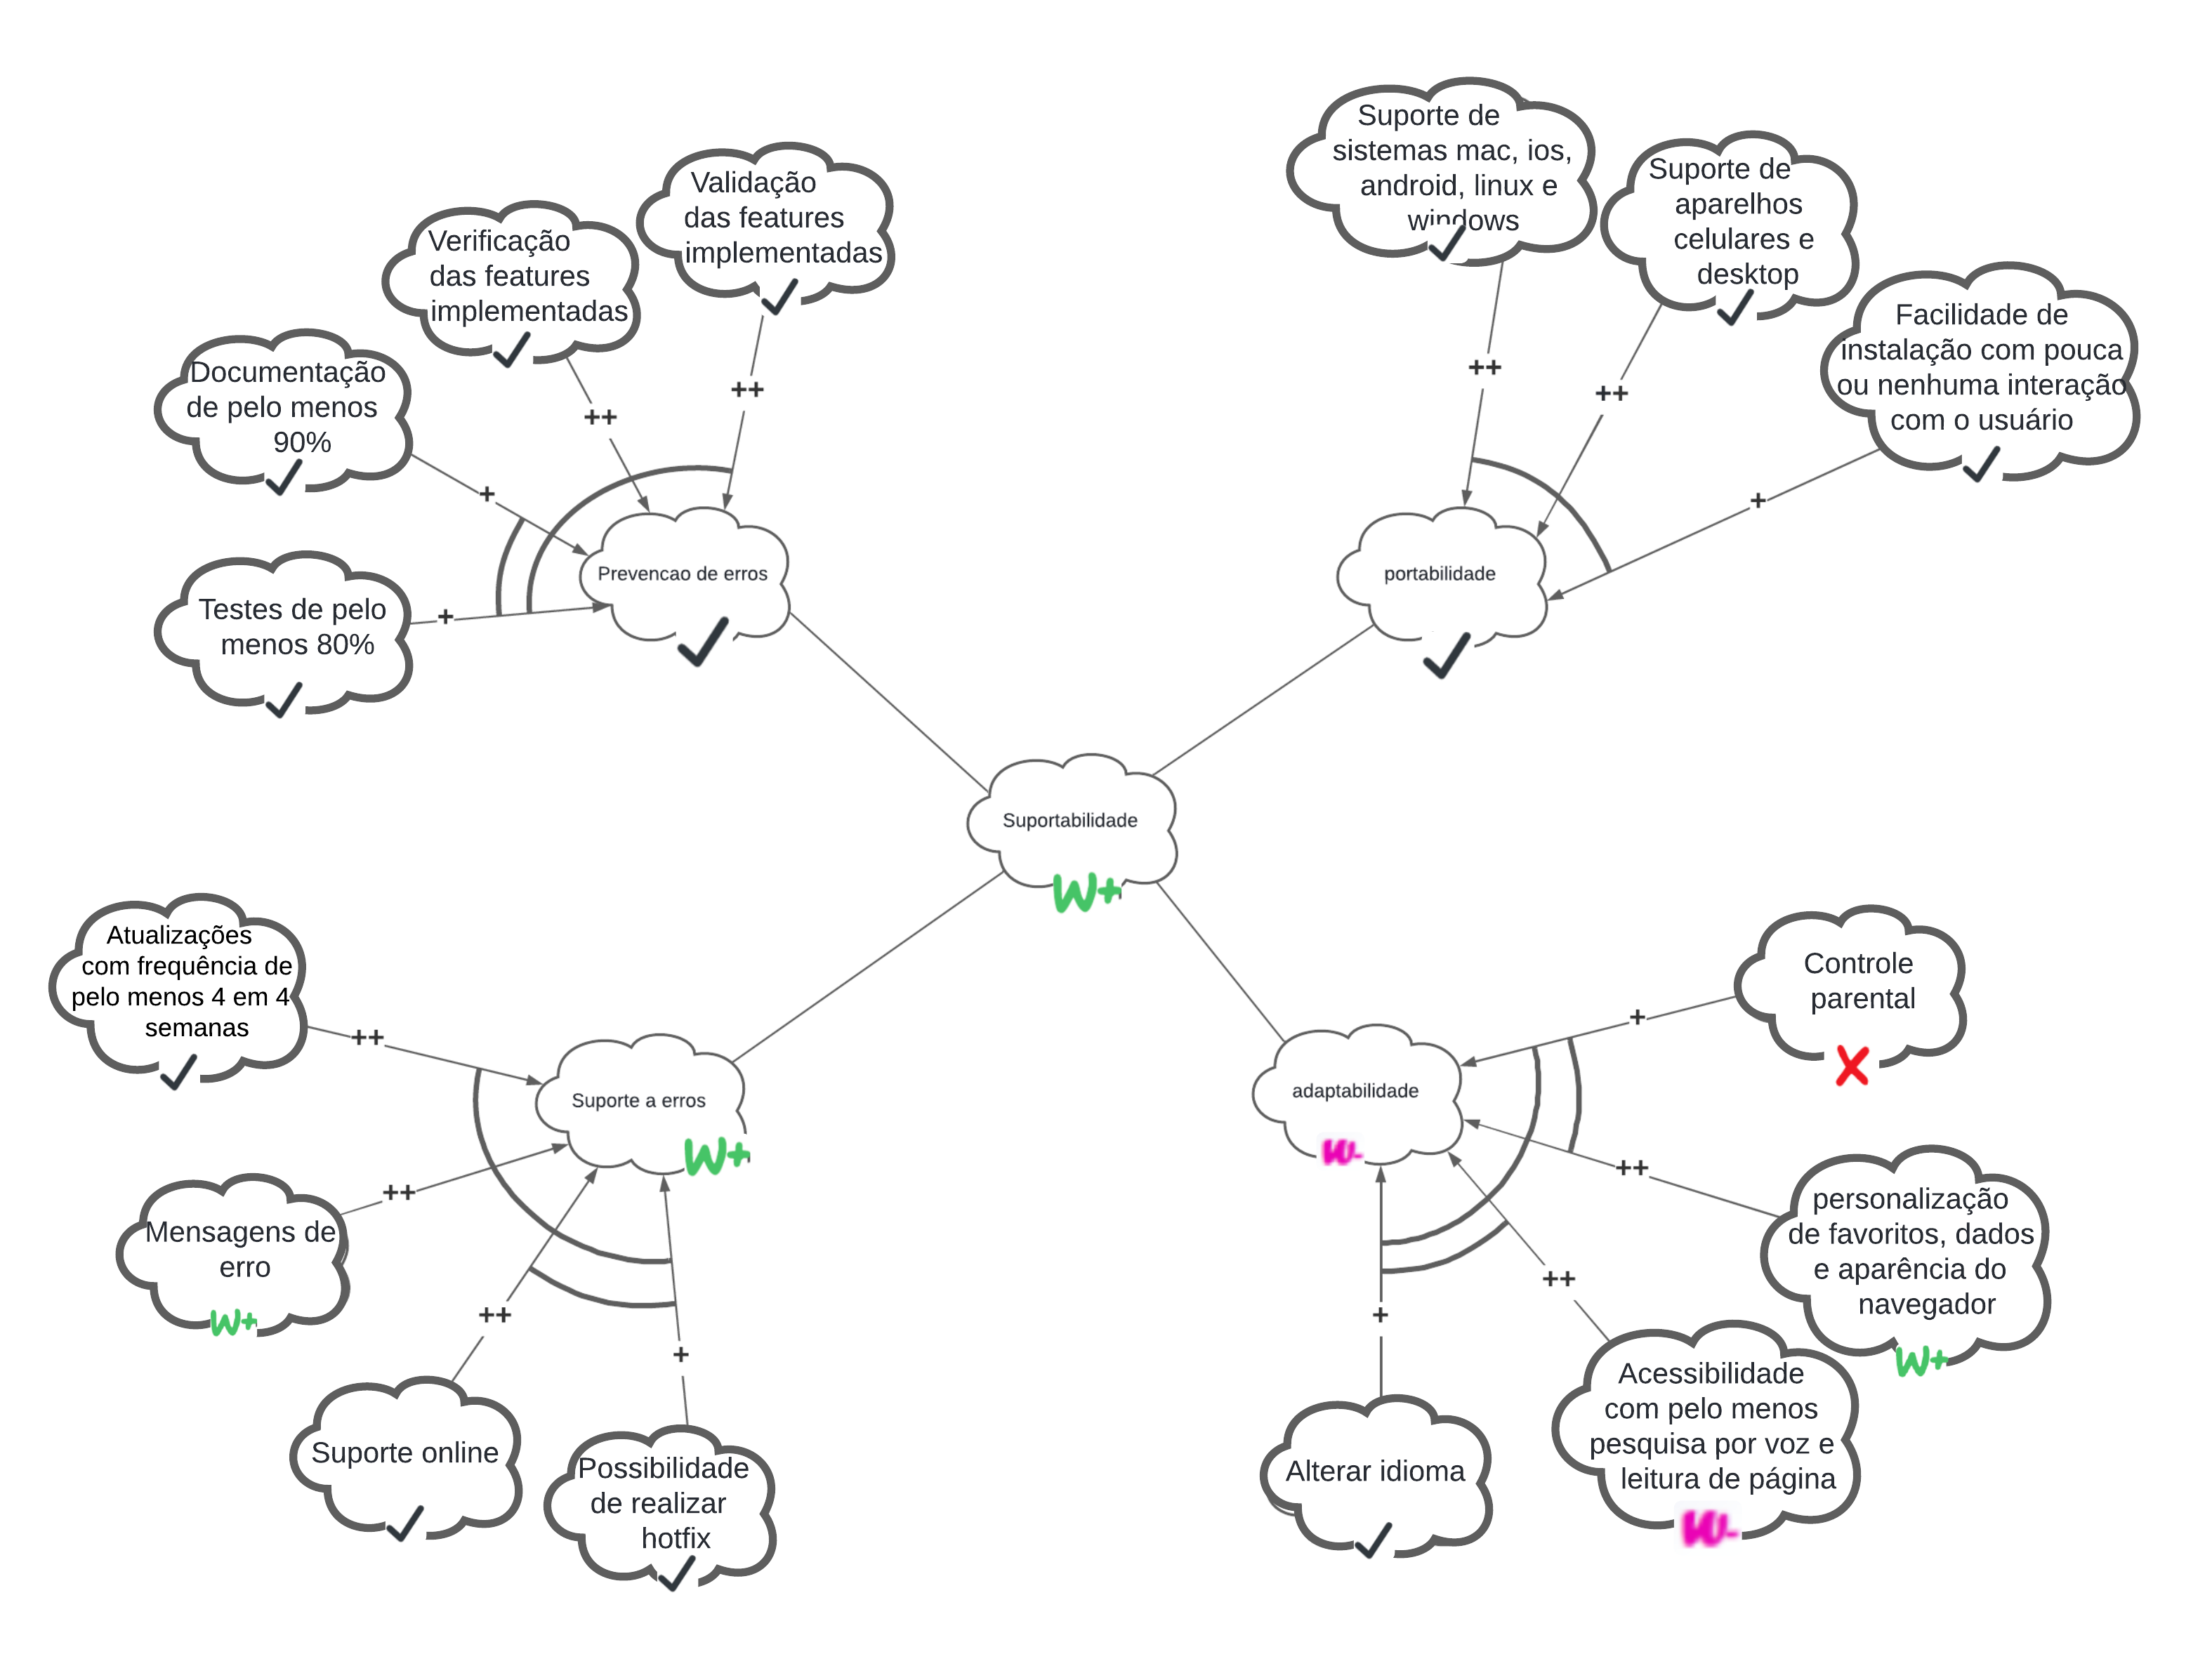 Suporte de
sistemas mac, ios,
android, linux e
windows
Validação
das features
implementadas
Suporte de
aparelhos
celulares e
desktop
Verificação
das features
implementadas
Facilidade de
instalação com pouca
ou nenhuma interação
com o usuário
Documentação
de pelo menos
90%
++
++
++
++
+
+
Prevencao de erros
portabilidade
Testes de pelo
menos 80%
+
Suportabilidade
W+
Atualizações
com frequência de
pelo menos 4 em 4
semanas
++
Controle
parental
+
Suporte a erros
W+
adaptabilidade
W-
++
++
Mensagens de
erro
W+
personalização
de favoritos, dados
e aparência do
navegador
W+
++
++
+
+
Suporte online
Possibilidade
de realizar
hotfix
Alterar idioma
Acessibilidade
com pelo menos
pesquisa por voz e
leitura de página
W-